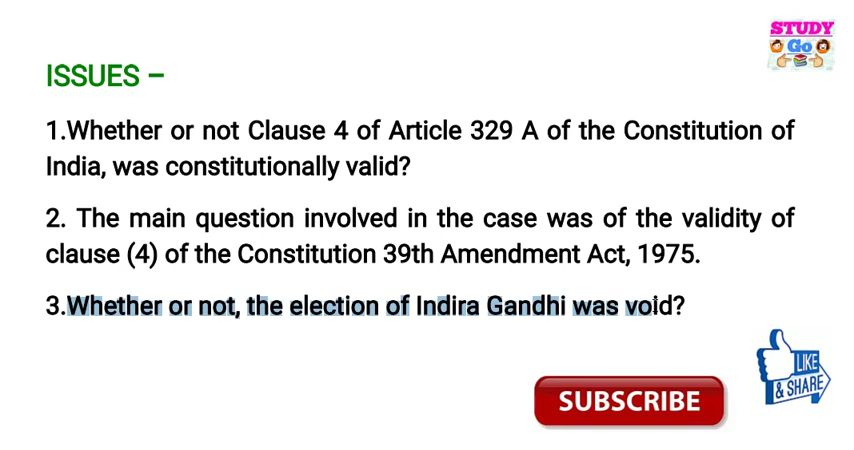 STUDY
Go
ISSUES –
1.Whether or not Clause 4 of Article 329 A of the Constitution of
India, was constitutionally valid?
2. The main question involved in the case was of the validity of
clause (4) of the Constitution 39th Amendment Act, 1975.
3.Whether or not, the election of Indira Gandhi was void?
LIKE
& SHARE
SUBSCRIBE